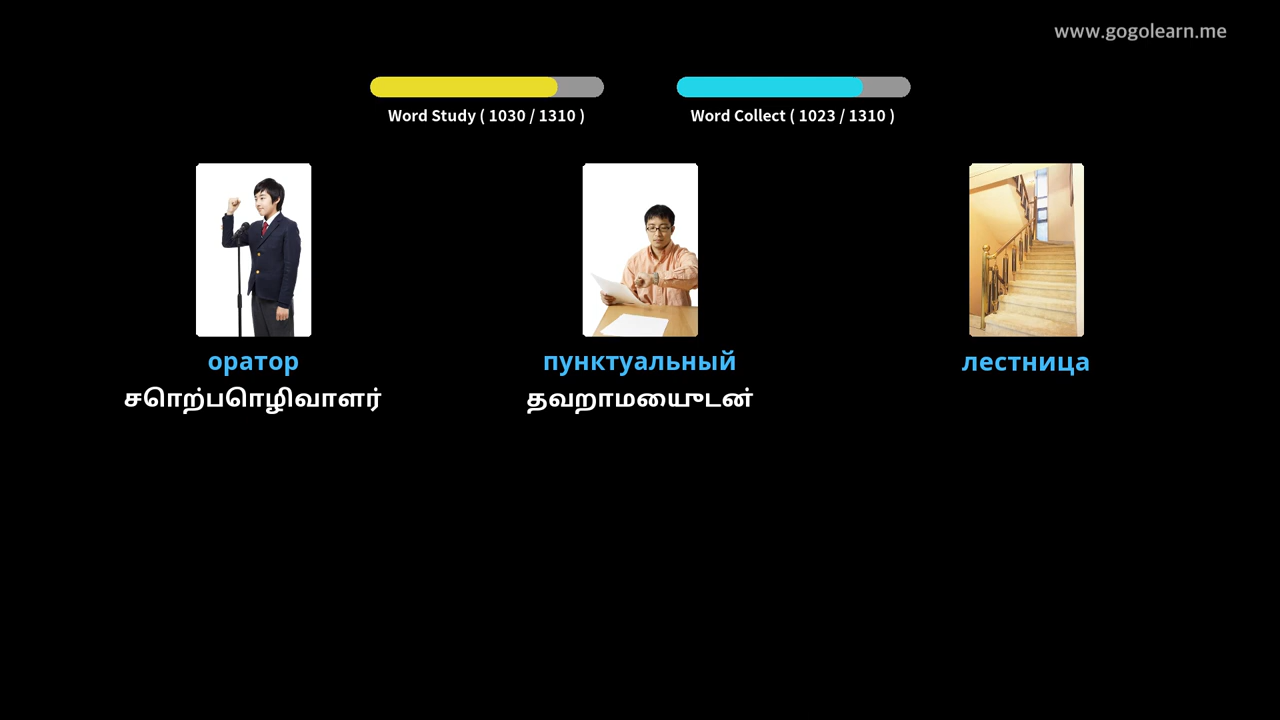 www.gogolearn.me
Word Study ( 1030 / 1310 )
Word Collect ( 1023 / 1310 )
оратор
пунктуальный
лестница
சொற்பொழிவாளர்
தவறாமையுடன்